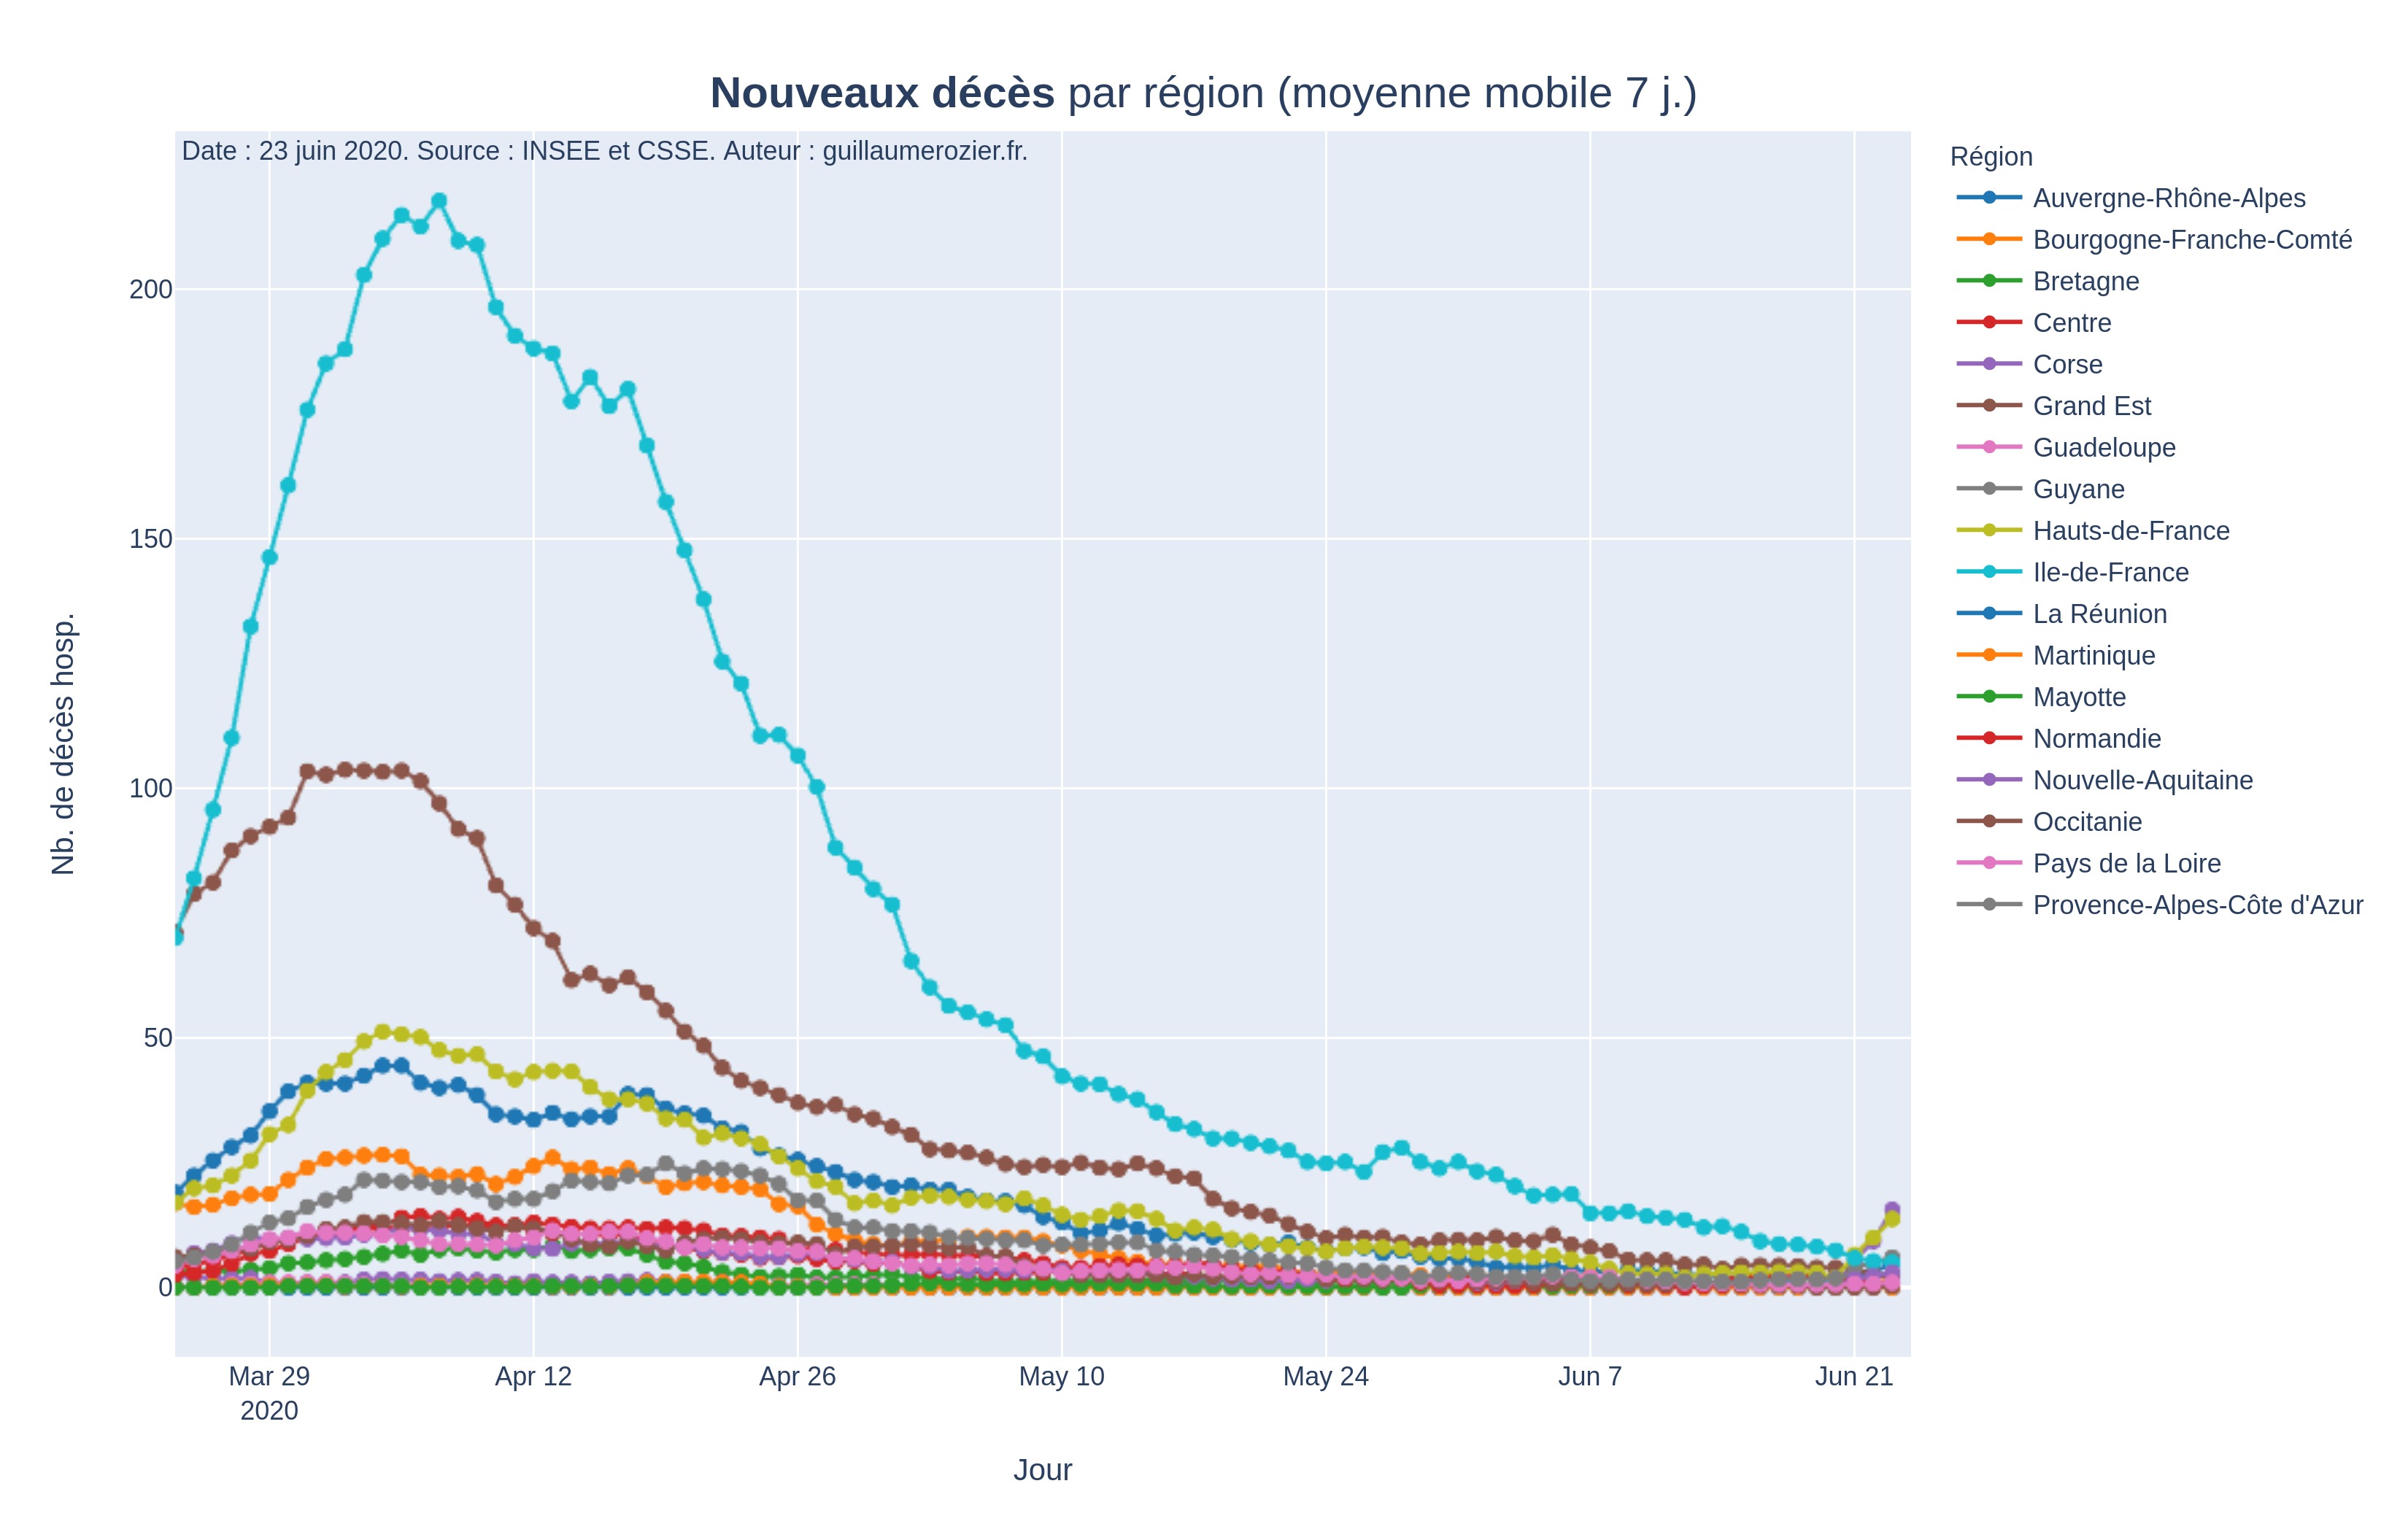 Nouveaux décès par région (moyenne mobile 7 j.)
Date : 23 juin 2020. Source : INSEE et CSSE. Auteur : guillaumerozier.fr.
Nb. de décès hosp.
200
150
100
50
0
Mar 29
2020
Apr 12
Apr 26
May 10
May 24
Jun 7
Jun 21
Jour
Région
Auvergne-Rhône-Alpes
Bourgogne-Franche-Comté
Bretagne
Centre
Corse
Grand Est
Guadeloupe
Guyane
Hauts-de-France
Ile-de-France
La Réunion
Martinique
Mayotte
Normandie
Nouvelle-Aquitaine
Occitanie
Pays de la Loire
Provence-Alpes-Côte d'Azur